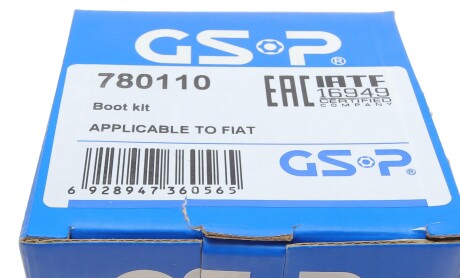 GSP®
780110
Boot kit
APPLICABLE TO FIAT
EAC
IATF
16949
CERTIFIED
COMPANY
6 928947 360565
GSP®